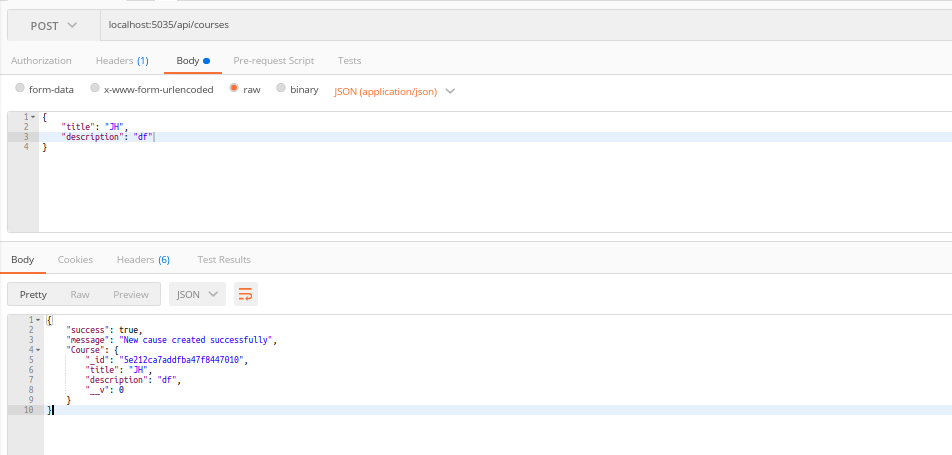 POST localhost:5035/api/courses
Authorization Headers (1) Body Pre-request Script Tests
form-data x-www-form-urlencoded raw binary JSON (application/json)
1 {
2 "title": "JH",
3 "description": "df"
4 }
Body Cookies Headers (6) Test Results
Pretty Raw Preview JSON
1 {
2 "success": true,
3 "message": "New cause created successfully",
4 "Course": {
5 "_id": "5e212ca7addfba47f8447010",
6 "title": "JH",
7 "description": "df",
8 "__v": 0
9 }
10 }